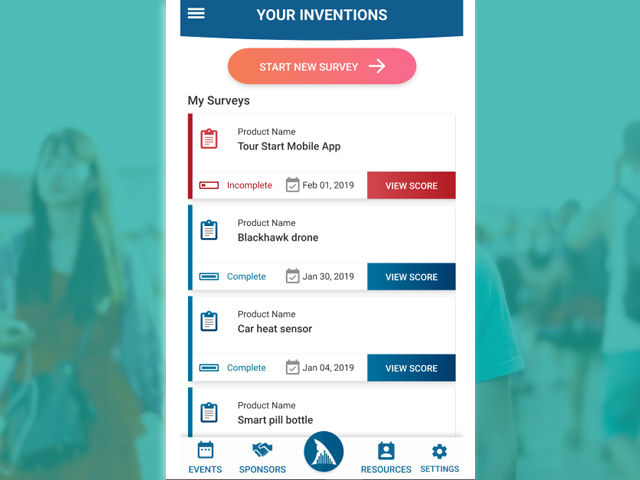 YOUR INVENTIONS
START NEW SURVEY
My Surveys
Product Name
Tour Start Mobile App
Incomplete Feb 01, 2019 VIEW SCORE
Product Name
Blackhawk drone
Complete Jan 30, 2019 VIEW SCORE
Product Name
Car heat sensor
Complete Jan 04, 2019 VIEW SCORE
Product Name
Smart pill bottle
EVENTS SPONSORS RESOURCES SETTINGS